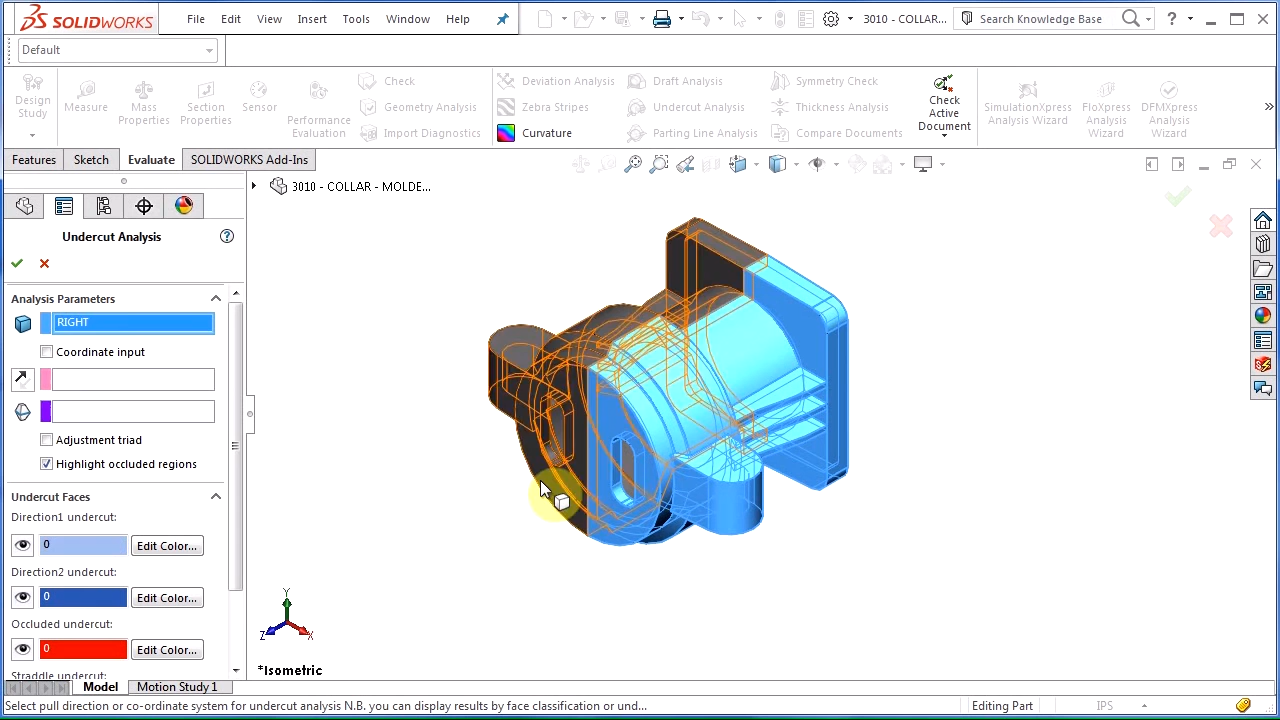 SOLIDWORKS
File Edit View Insert Tools Window Help
3010 - COLLAR...
Search Knowledge Base
Default
Design Study
Measure
Mass Properties
Section Properties
Sensor
Performance Evaluation
Check
Geometry Analysis
Import Diagnostics
Deviation Analysis
Zebra Stripes
Curvature
Draft Analysis
Undercut Analysis
Parting Line Analysis
Symmetry Check
Thickness Analysis
Compare Documents
Check Active Document
SimulationXpress Analysis Wizard
FloXpress Analysis Wizard
DFMXpress Analysis Wizard
Features Sketch Evaluate SOLIDWORKS Add-Ins
3010 - COLLAR - MOLDE...
Undercut Analysis
Analysis Parameters
RIGHT
Coordinate input
Adjustment triad
Highlight occluded regions
Undercut Faces
Direction1 undercut:
0 Edit Color...
Direction2 undercut:
0 Edit Color...
Occluded undercut:
0 Edit Color...
Straddle undercut:
Y
Z X
*Isometric
Model Motion Study 1
Select pull direction or co-ordinate system for undercut analysis N.B. you can display results by face classification or und...
Editing Part IPS